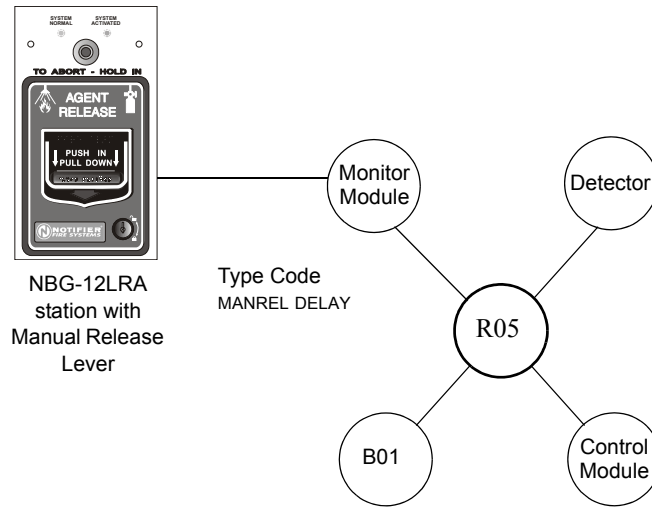 SYSTEM NORMAL
SYSTEM ACTIVATED
TO ABORT - HOLD IN
AGENT RELEASE
PUSH IN
PULL DOWN
NOTIFIER
FIRE SYSTEMS
NBG-12LRA
station with
Manual Release
Lever
Monitor
Module
Detector
Type Code
MANREL DELAY
R05
B01
Control
Module